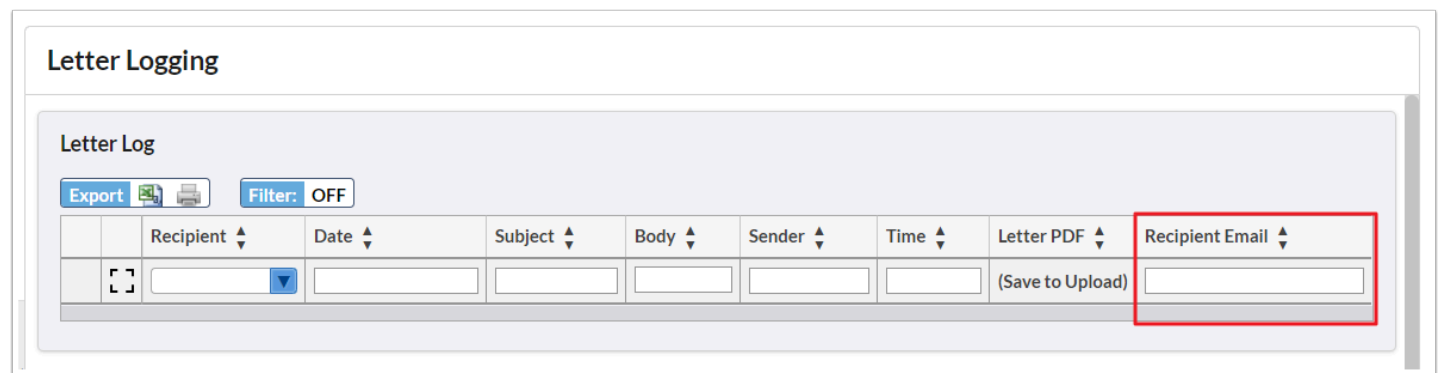 Letter Logging
Letter Log
Export Filter: OFF
Recipient Date Subject Body Sender Time Letter PDF Recipient Email
(Save to Upload)